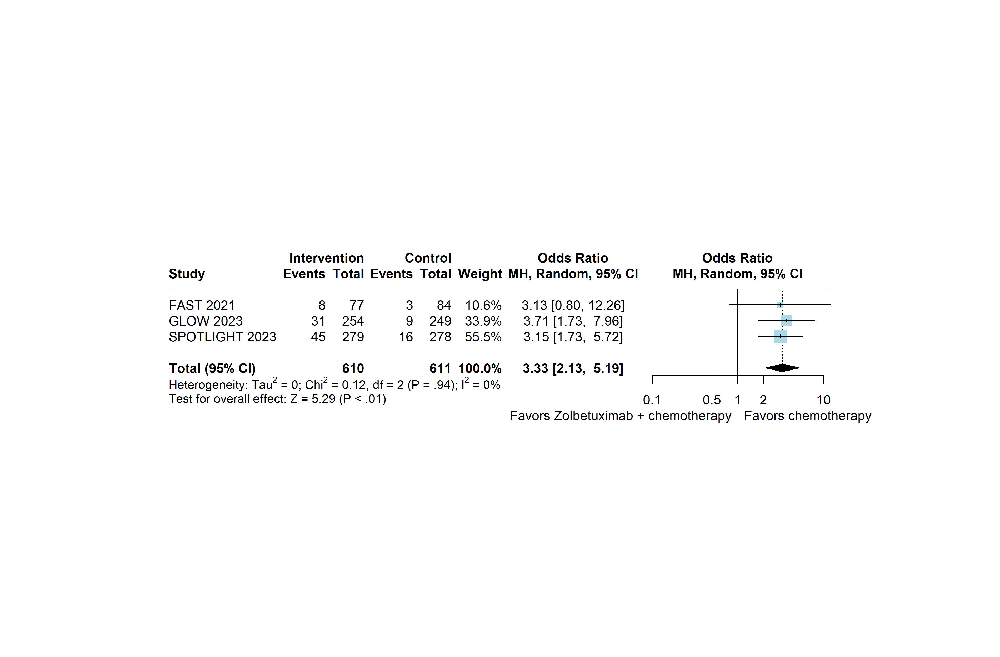 Intervention Control Odds Ratio Odds Ratio
Study Events Total Events Total Weight MH, Random, 95% CI MH, Random, 95% CI
FAST 2021 8 77 3 84 10.6% 3.13 [0.80, 12.26]
GLOW 2023 31 254 9 249 33.9% 3.71 [1.73, 7.96]
SPOTLIGHT 2023 45 279 16 278 55.5% 3.15 [1.73, 5.72]
Total (95% CI) 610 611 100.0% 3.33 [2.13, 5.19]
Heterogeneity: Tau² = 0; Chi² = 0.12, df = 2 (P = .94); I² = 0%
Test for overall effect: Z = 5.29 (P < .01)
0.1 0.5 1 2 10
Favors Zolbetuximab + chemotherapy Favors chemotherapy